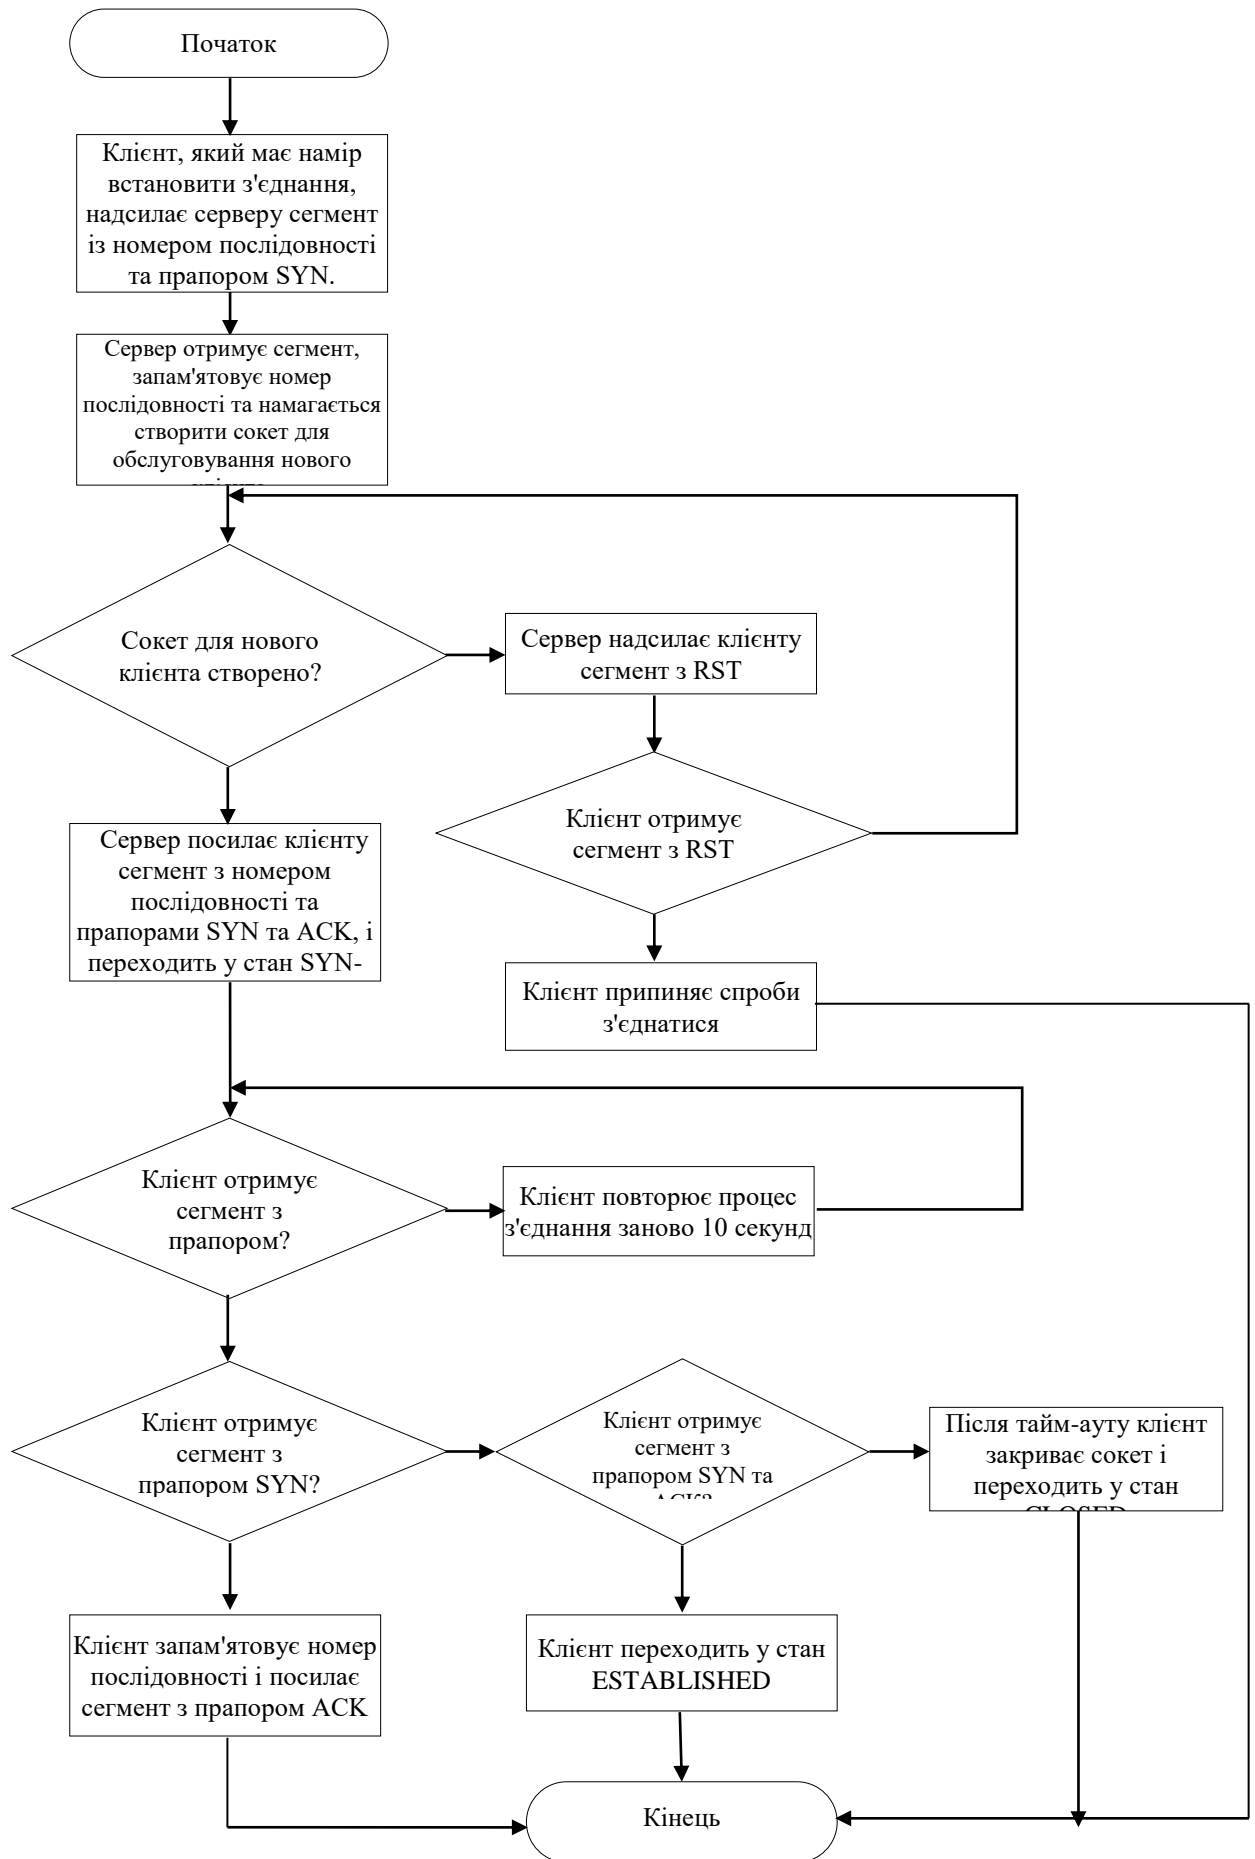 Початок
Клієнт, який має намір
встановити з'єднання,
надсилає серверу сегмент
із номером послідовності
та прапором SYN.
Сервер отримує сегмент,
запам'ятовує номер
послідовності та намагається
створити сокет для
обслуговування нового
Сокет для нового
клієнта створено?
Сервер надсилає клієнту
сегмент з RST
Клієнт отримує
сегмент з RST
Сервер посилає клієнту
сегмент з номером
послідовності та
прапорами SYN та ACK, і
переходить у стан SYN-
Клієнт припиняє спроби
з'єднатися
Клієнт отримує
сегмент з
прапором?
Клієнт повторює процес
з'єднання заново 10 секунд
Клієнт отримує
сегмент з
прапором SYN?
Клієнт отримує
сегмент з
прапором SYN та
ACK?
Після тайм-ауту клієнт
закриває сокет і
переходить у стан
CLOSED
Клієнт запам'ятовує номер
послідовності і посилає
сегмент з прапором ACK
Клієнт переходить у стан
ESTABLISHED
Кінець